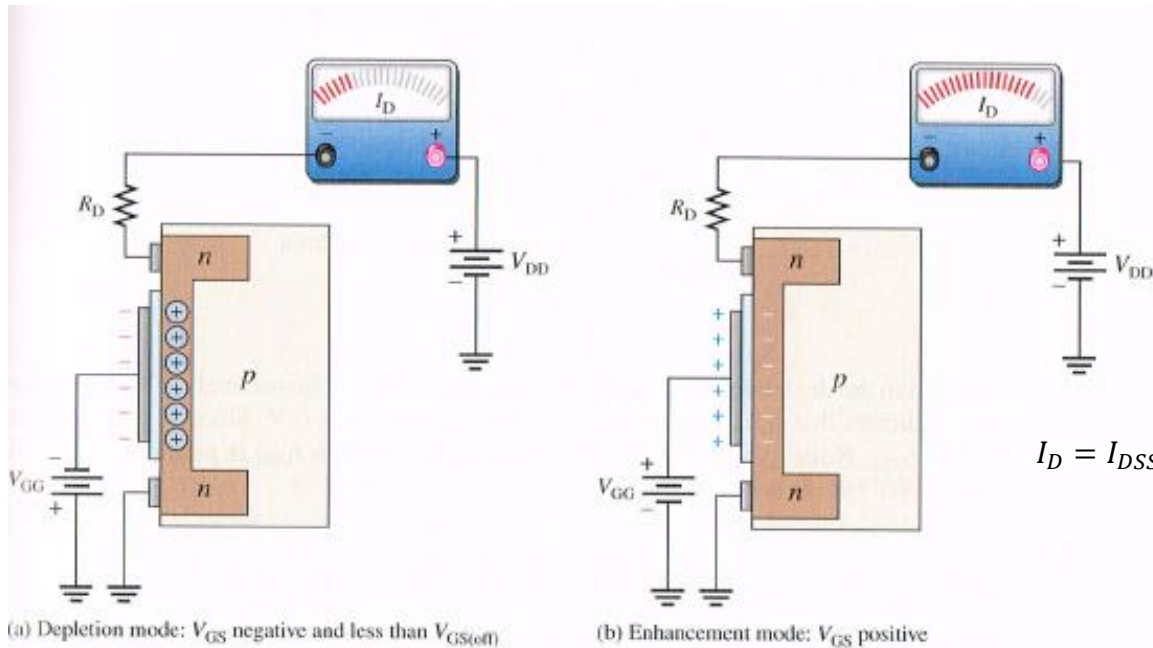 I_D
− +
R_D
n
+
−
V_DD
p
−
V_GG
+
n
(a) Depletion mode: V_GS negative and less than V_GS(off)
I_D
− +
R_D
n
+
−
V_DD
p
+
V_GG
−
n
I_D = I_DSS
(b) Enhancement mode: V_GS positive